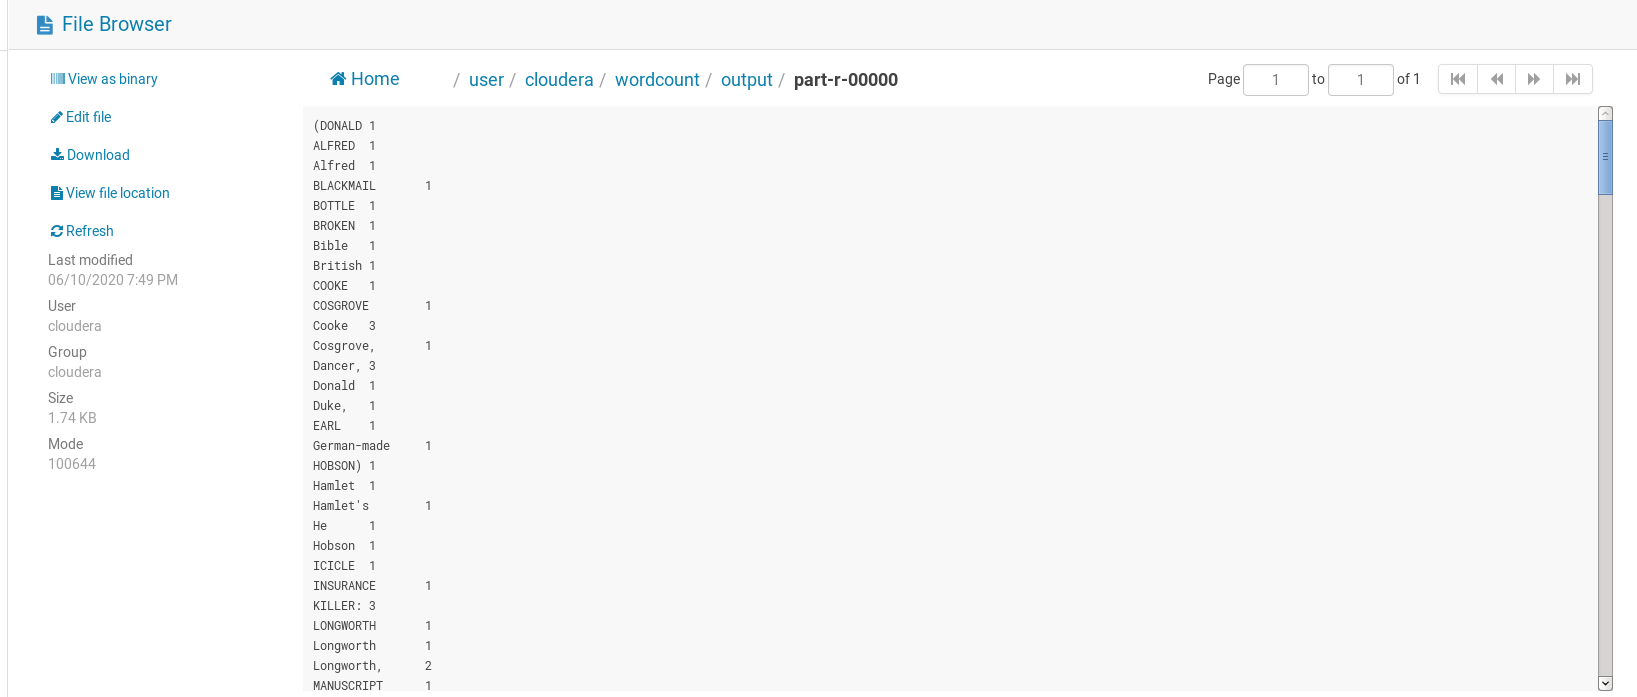 File Browser
View as binary
Edit file
Download
View file location
Refresh
Last modified
06/10/2020 7:49 PM
User
cloudera
Group
cloudera
Size
1.74 KB
Mode
100644
Home / user / cloudera / wordcount / output / part-r-00000
Page 1 to 1 of 1
(DONALD 1
ALFRED 1
Alfred 1
BLACKMAIL 1
BOTTLE 1
BROKEN 1
Bible 1
British 1
COOKE 1
COSGROVE 1
Cooke 3
Cosgrove, 1
Dancer, 3
Donald 1
Duke, 1
EARL 1
German-made 1
HOBSON) 1
Hamlet 1
Hamlet's 1
He 1
Hobson 1
ICICLE 1
INSURANCE 1
KILLER: 3
LONGWORTH 1
Longworth 1
Longworth, 2
MANUSCRIPT 1